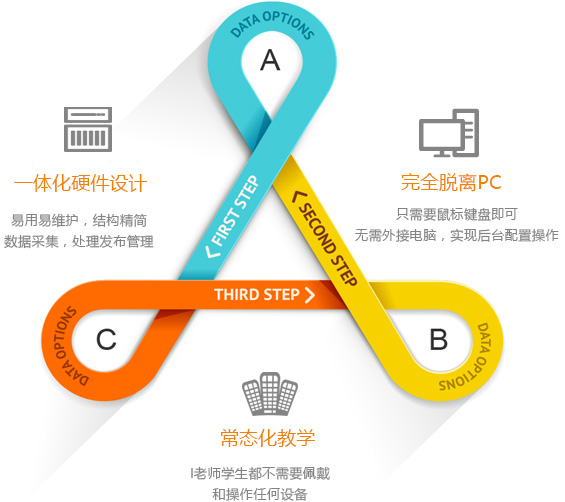 DATA OPTIONS
A
一体化硬件设计
易用易维护，结构精简
数据采集，处理发布管理
完全脱离PC
只需要鼠标键盘即可
无需外接电脑，实现后台配置操作
FIRST STEP
SECOND STEP
THIRD STEP
DATA OPTIONS
C
B
DATA OPTIONS
常态化教学
I老师学生都不需要佩戴
和操作任何设备